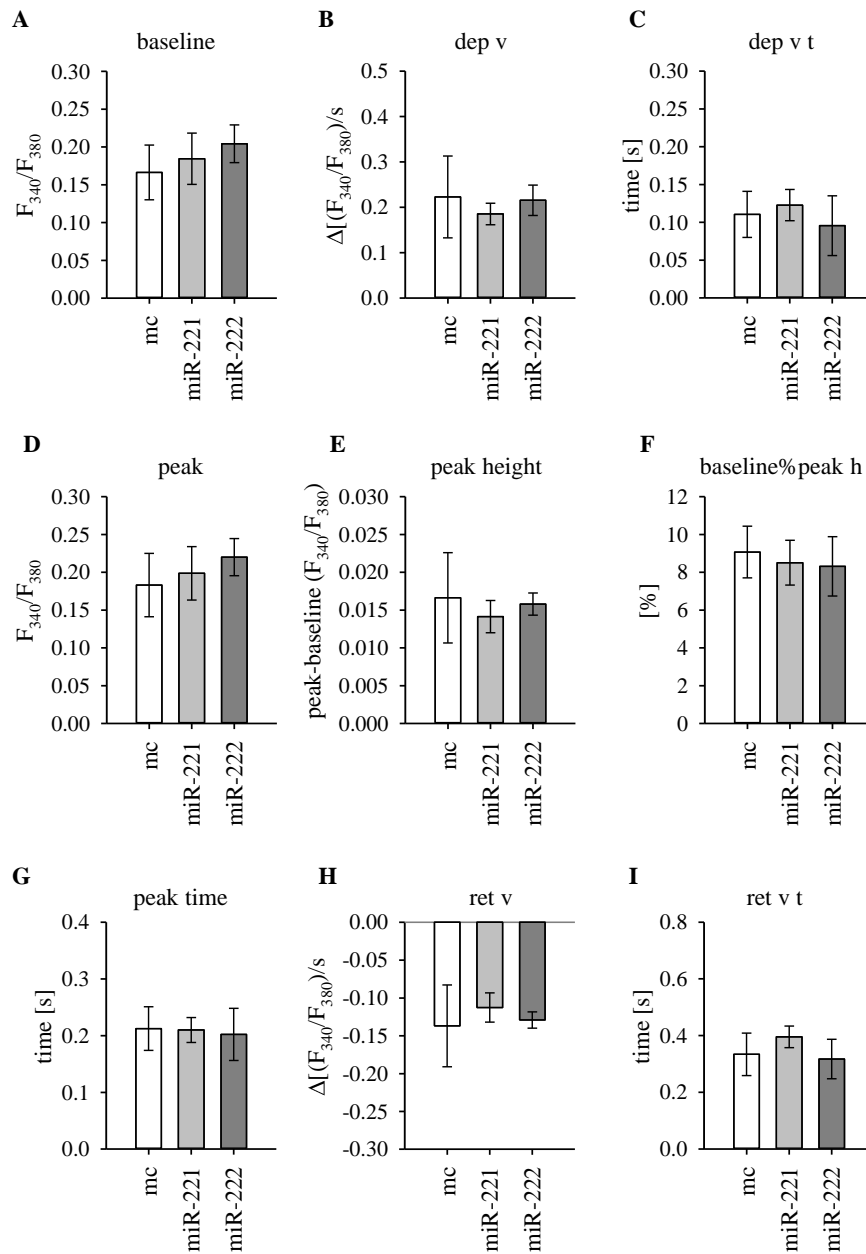 A
baseline
F340/F380
0.30
0.25
0.20
0.15
0.10
0.05
0.00
mc
miR-221
miR-222
B
dep v
Δ[(F340/F380)/s
0.5
0.4
0.3
0.2
0.1
0.0
mc
miR-221
miR-222
C
dep v t
time [s]
0.30
0.25
0.20
0.15
0.10
0.05
0.00
mc
miR-221
miR-222
D
peak
F340/F380
0.30
0.25
0.20
0.15
0.10
0.05
0.00
mc
miR-221
miR-222
E
peak height
peak-baseline (F340/F380)
0.030
0.025
0.020
0.015
0.010
0.005
0.000
mc
miR-221
miR-222
F
baseline%peak h
[%]
12
10
8
6
4
2
0
mc
miR-221
miR-222
G
peak time
time [s]
0.4
0.3
0.2
0.1
0.0
mc
miR-221
miR-222
H
ret v
Δ[(F340/F380)/s
0.00
-0.05
-0.10
-0.15
-0.20
-0.25
-0.30
mc
miR-221
miR-222
I
ret v t
time [s]
0.8
0.6
0.4
0.2
0.0
mc
miR-221
miR-222